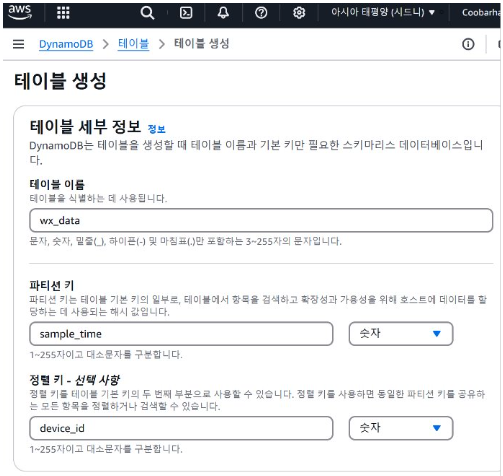 aws
아시아 태평양 (시드니) ▼
Coobarha
DynamoDB > 테이블 > 테이블 생성
테이블 생성
테이블 세부 정보 정보
DynamoDB는 테이블을 생성할 때 테이블 이름과 기본 키만 필요한 스키마리스 데이터베이스입니
다.
테이블 이름
테이블을 식별하는 데 사용됩니다.
wx_data
문자, 숫자, 밑줄(_), 하이픈(-) 및 마침표(.)만 포함하는 3~255자의 문자입니다.
파티션 키
파티션 키는 테이블 기본 키의 일부로, 테이블에서 항목을 검색하고 확장성과 가용성을 위해 호스트에 데이터를 할
당하는 데 사용되는 해시 값입니다.
sample_time
숫자
1~255자이고 대소문자를 구분합니다.
정렬 키 - 선택 사항
정렬 키를 테이블 기본 키의 두 번째 부분으로 사용할 수 있습니다. 정렬 키를 사용하면 동일한 파티션 키를 공유하
는 모든 항목을 정렬하거나 검색할 수 있습니다.
device_id
숫자
1~255자이고 대소문자를 구분합니다.